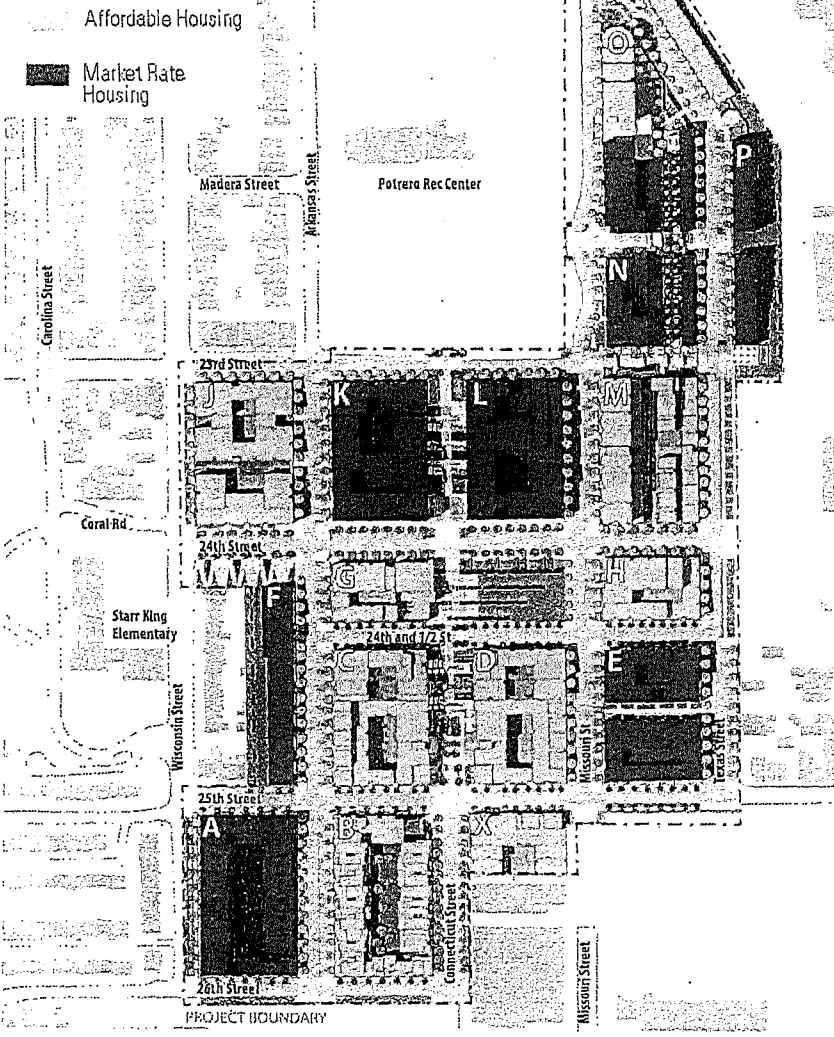 Affordable Housing
Market Rate
Housing
O
P
Madera Street
Arkansas Street
Potrero Rec Center
Carolina Street
N
23rd Street
J
K
L
M
Coral Rd
24th Street
G
H
F
Starr King
Elementary
24th and 1/2 St
C
D
E
Wisconsin Street
Missouri St
Texas Street
25th Street
A
B
X
Connecticut Street
Missouri Street
26th Street
PROJECT BOUNDARY